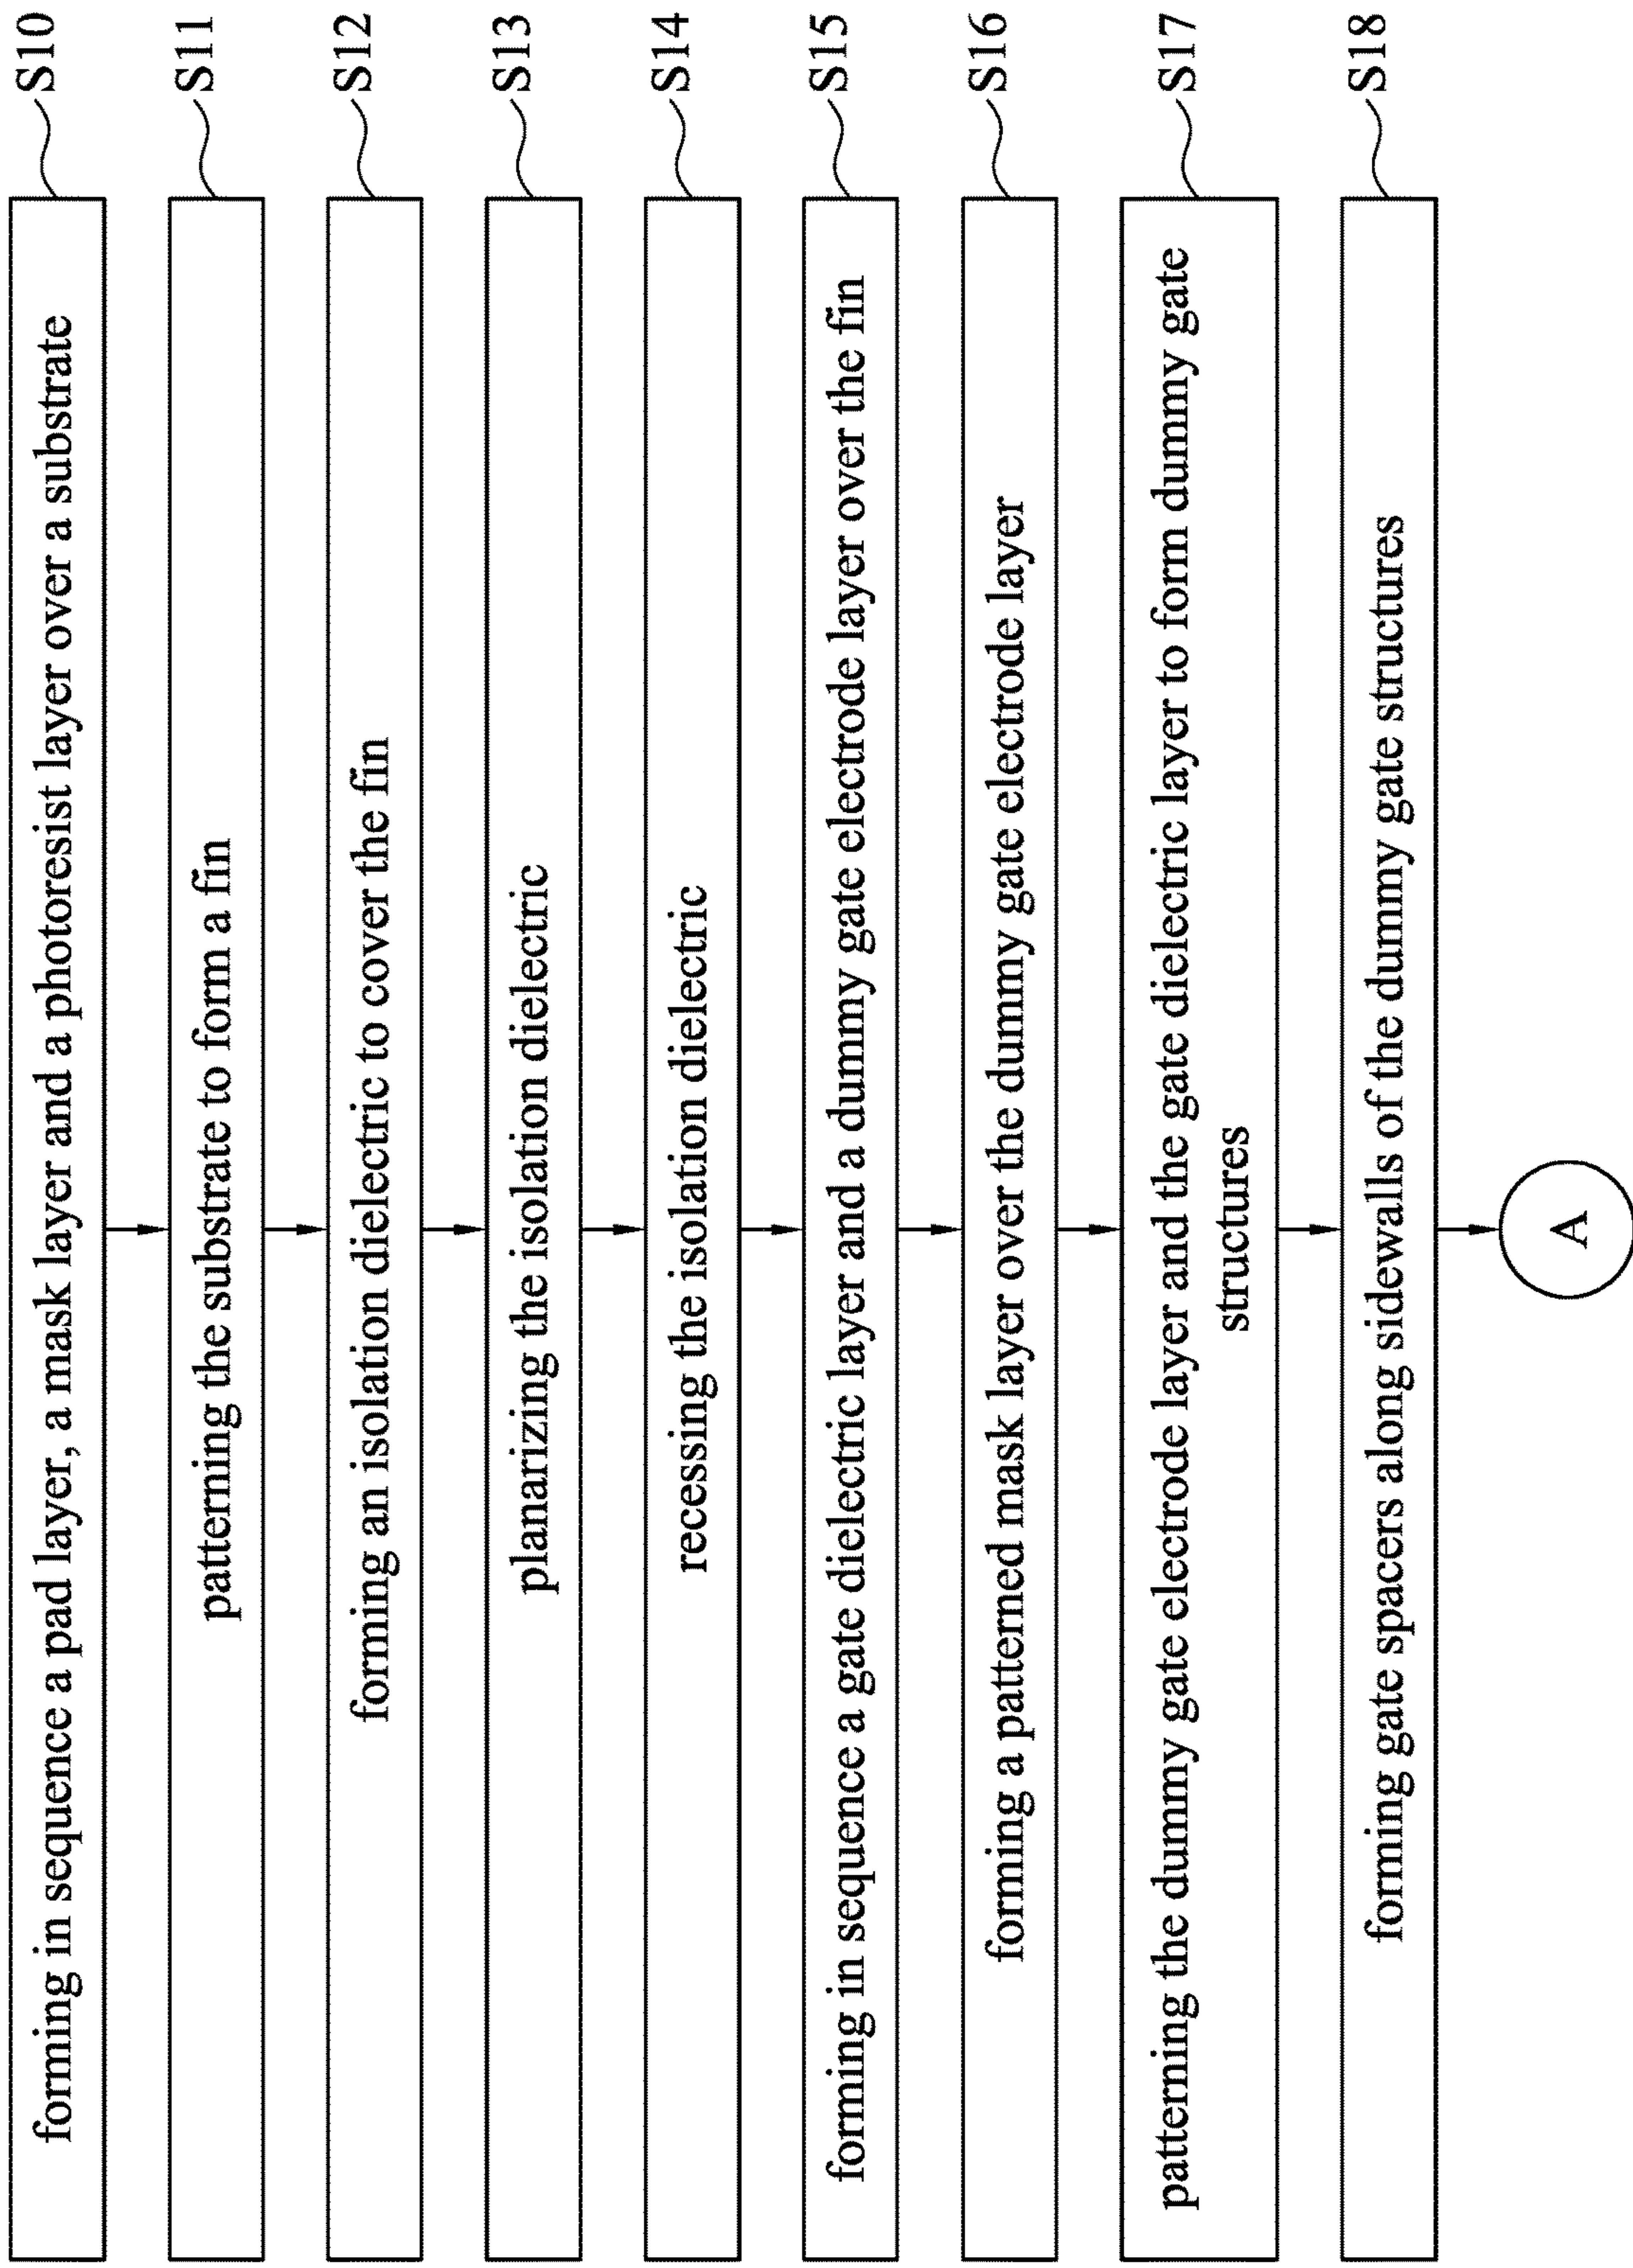 forming in sequence a pad layer, a mask layer and a photoresist layer over a substrate
S10
patterning the substrate to form a fin
S11
forming an isolation dielectric to cover the fin
S12
planarizing the isolation dielectric
S13
recessing the isolation dielectric
S14
forming in sequence a gate dielectric layer and a dummy gate electrode layer over the fin
S15
forming a patterned mask layer over the dummy gate electrode layer
S16
patterning the dummy gate electrode layer and the gate dielectric layer to form dummy gate
structures
S17
forming gate spacers along sidewalls of the dummy gate structures
S18
A